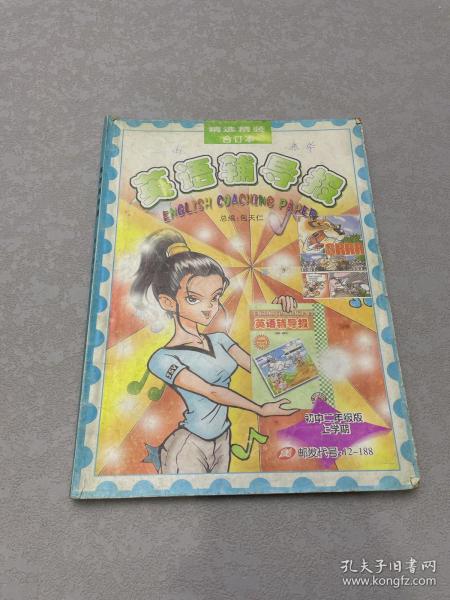 精选精装
合订本
英语辅导报
ENGLISH COACHING PAPER
总编:包天仁
英语辅导报
初中二年级版
上学期
邮发代号:12-188
孔夫子旧书网
www.kongfz.com